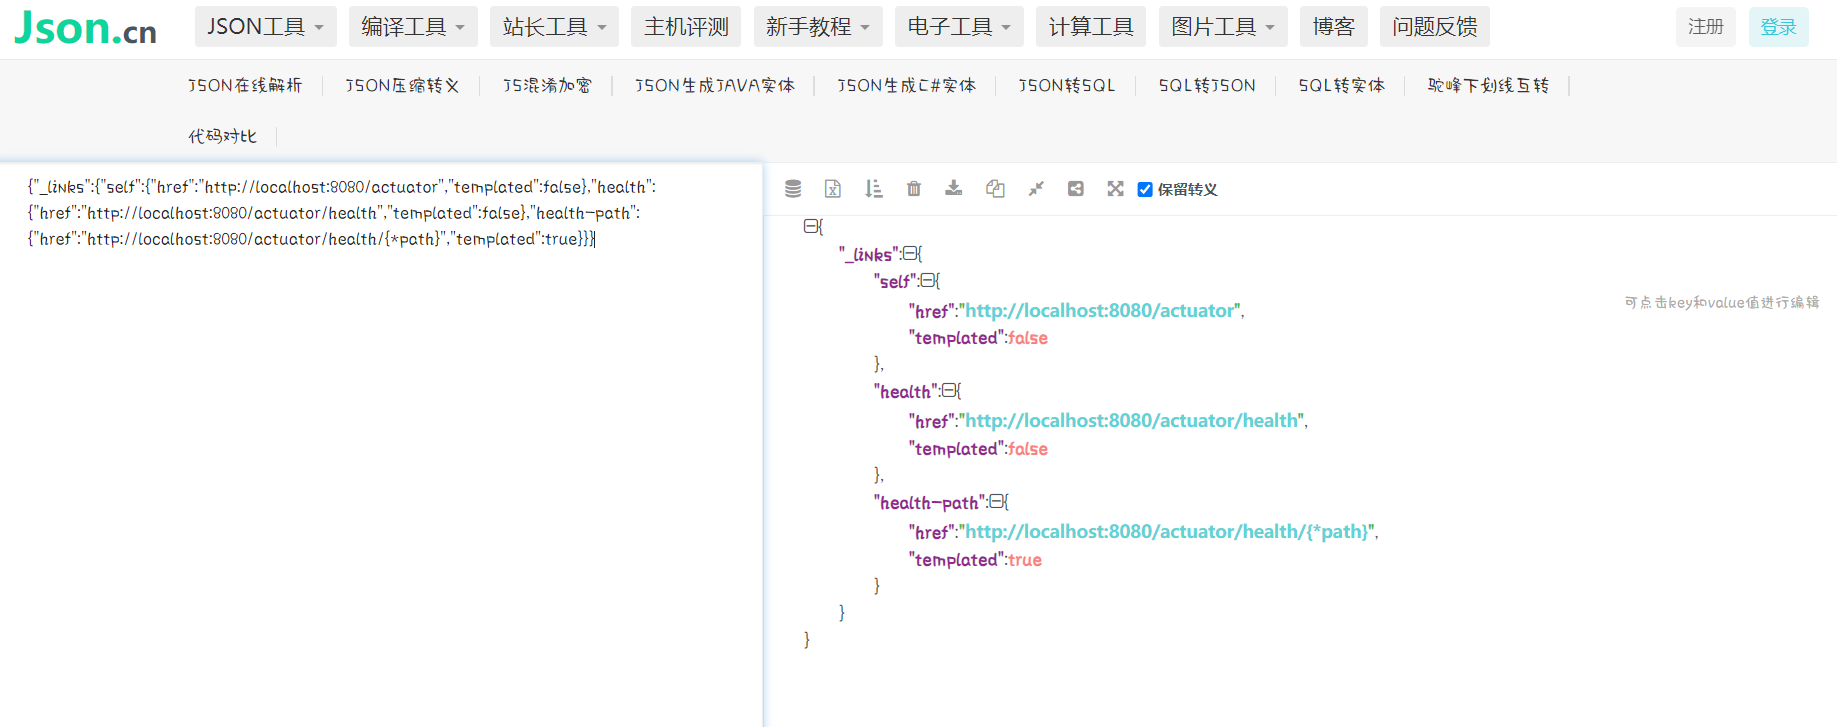 Json.cn
JSON工具 编译工具 站长工具 主机评测 新手教程 电子工具 计算工具 图片工具 博客 问题反馈 注册 登录
JSON在线解析 JSON压缩转义 JS混淆加密 JSON生成JAVA实体 JSON生成C#实体 JSON转SQL SQL转JSON SQL转实体 驼峰下划线互转
代码对比
{"_links":{"self":{"href":"http://localhost:8080/actuator","templated":false},"health":
{"href":"http://localhost:8080/actuator/health","templated":false},"health-path":
{"href":"http://localhost:8080/actuator/health/{*path}","templated":true}}}
保留转义
{
"_links":{
"self":{
"href":"http://localhost:8080/actuator",
可点击key和value值进行编辑
"templated":false
},
"health":{
"href":"http://localhost:8080/actuator/health",
"templated":false
},
"health-path":{
"href":"http://localhost:8080/actuator/health/{*path}",
"templated":true
}
}
}